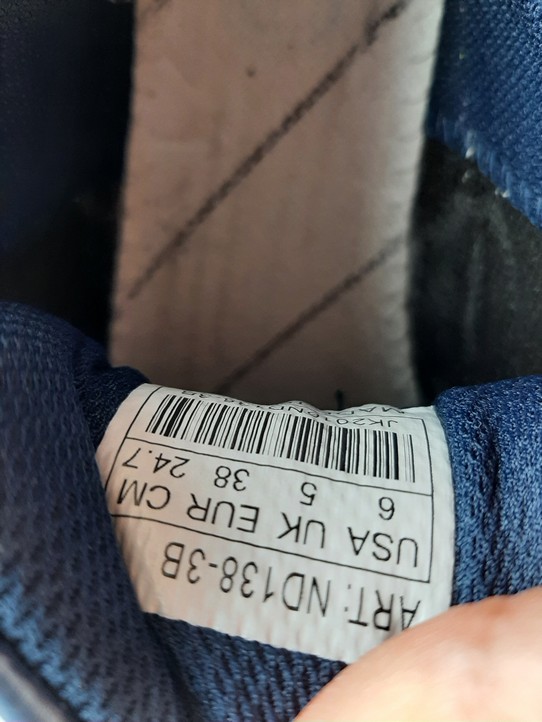 ART: ND138-3B
USA UK EUR CM
6 5 38 24.7